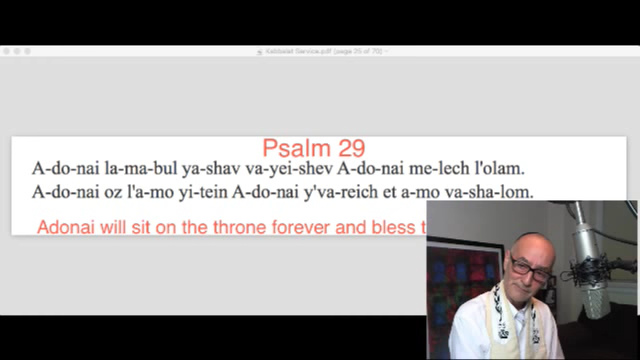 Kabbalat Service.pdf (page 25 of 70)
Psalm 29
A-do-nai la-ma-bul ya-shav va-yei-shev A-do-nai me-lech l'olam.
A-do-nai oz l'a-mo yi-tein A-do-nai y'va-reich et a-mo va-sha-lom.
Adonai will sit on the throne forever and bless t